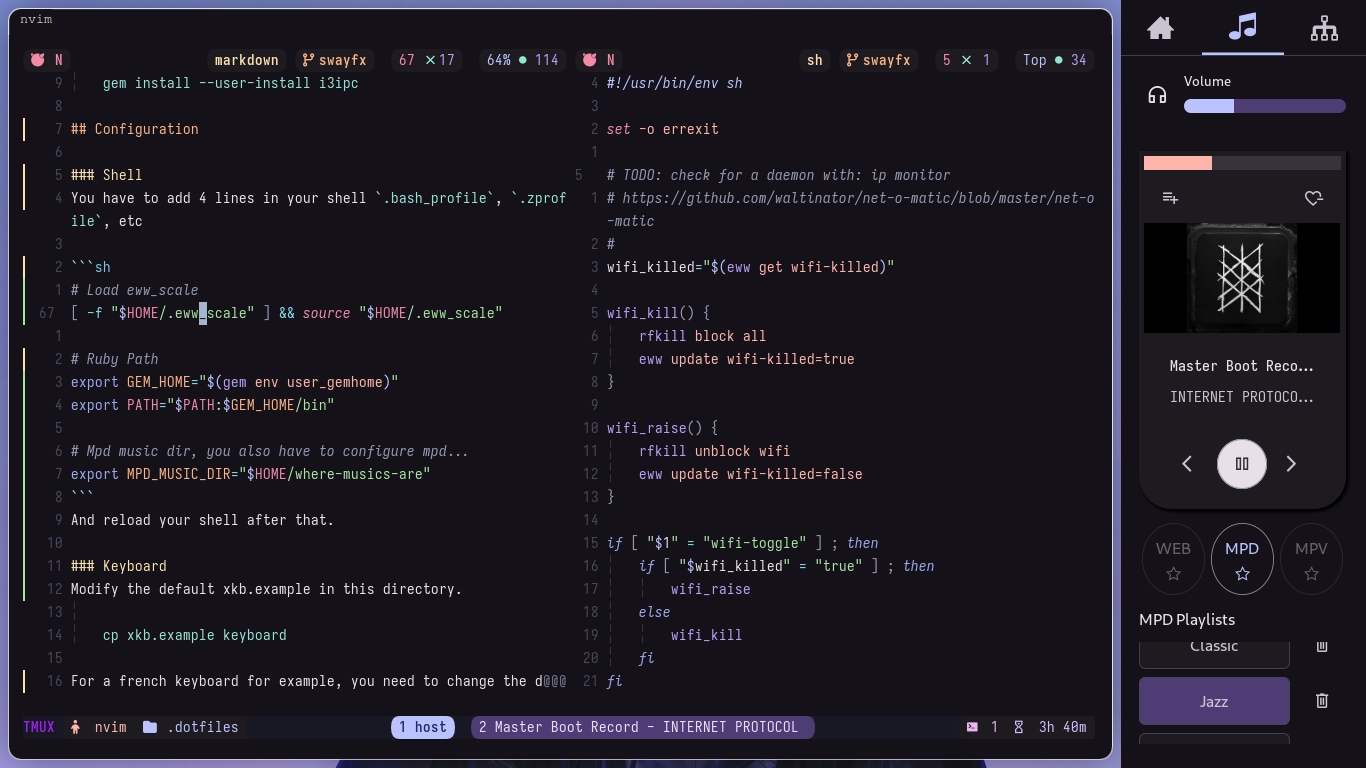 nvim
N markdown swayfx 67 ×17 64% ● 114
9 gem install --user-install i3ipc
8
7 ## Configuration
6
5 ### Shell
4 You have to add 4 lines in your shell `.bash_profile`, `.zprof
ile`, etc
3
2 ```sh
1 # Load eww_scale
67 [ -f "$HOME/.eww_scale" ] && source "$HOME/.eww_scale"
1
2 # Ruby Path
3 export GEM_HOME="$(gem env user_gemhome)"
4 export PATH="$PATH:$GEM_HOME/bin"
5
6 # Mpd music dir, you also have to configure mpd...
7 export MPD_MUSIC_DIR="$HOME/where-musics-are"
8 ```
9 And reload your shell after that.
10
11 ### Keyboard
12 Modify the default xkb.example in this directory.
13
14 cp xkb.example keyboard
15
16 For a french keyboard for example, you need to change the d@@@
N sh swayfx 5 × 1 Top ● 34
4 #!/usr/bin/env sh
3
2 set -o errexit
1
5 # TODO: check for a daemon with: ip monitor
1 # https://github.com/waltinator/net-o-matic/blob/master/net-o
-matic
2 #
3 wifi_killed="$(eww get wifi-killed)"
4
5 wifi_kill() {
6 rfkill block all
7 eww update wifi-killed=true
8 }
9
10 wifi_raise() {
11 rfkill unblock wifi
12 eww update wifi-killed=false
13 }
14
15 if [ "$1" = "wifi-toggle" ] ; then
16 if [ "$wifi_killed" = "true" ] ; then
17 wifi_raise
18 else
19 wifi_kill
20 fi
21 fi
TMUX nvim .dotfiles 1 host 2 Master Boot Record - INTERNET PROTOCOL 1 3h 40m
Volume
Master Boot Reco...
INTERNET PROTOCO...
WEB MPD MPV
MPD Playlists
Classic
Jazz